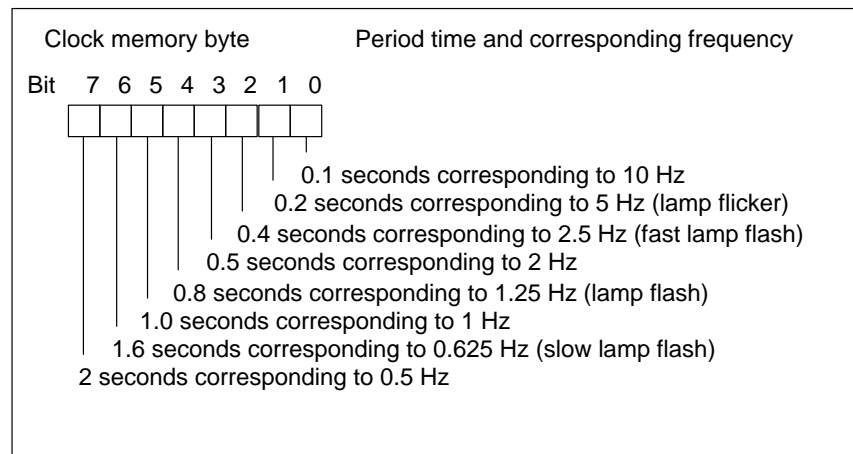 Clock memory byte Period time and corresponding frequency
Bit 7 6 5 4 3 2 1 0
0.1 seconds corresponding to 10 Hz
0.2 seconds corresponding to 5 Hz (lamp flicker)
0.4 seconds corresponding to 2.5 Hz (fast lamp flash)
0.5 seconds corresponding to 2 Hz
0.8 seconds corresponding to 1.25 Hz (lamp flash)
1.0 seconds corresponding to 1 Hz
1.6 seconds corresponding to 0.625 Hz (slow lamp flash)
2 seconds corresponding to 0.5 Hz